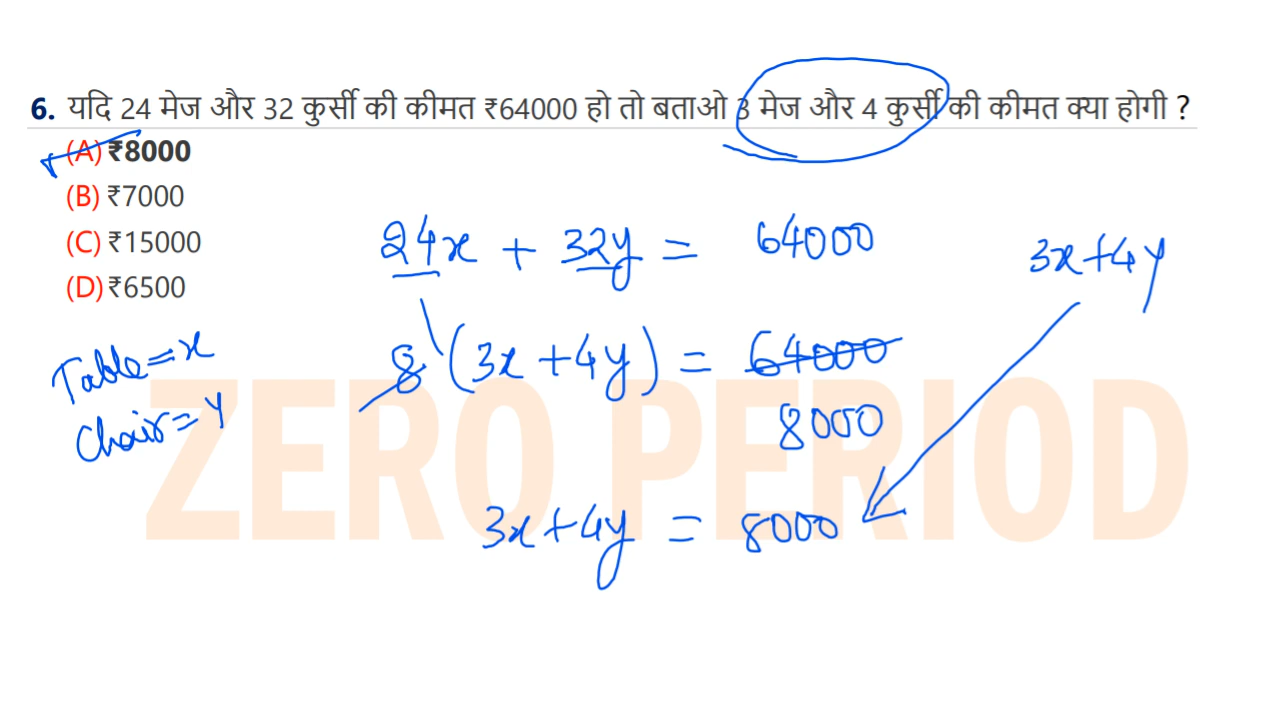 6. यदि 24 मेज और 32 कुर्सी की कीमत ₹64000 हो तो बताओ 3 मेज और 4 कुर्सी की कीमत क्या होगी ?
(A) ₹8000
(B) ₹7000
(C) ₹15000
(D) ₹6500
24x + 32y = 64000
3x+4y
Table=x
8(3x+4y) = 64000
Chair=y
8000
3x+4y = 8000
ZERO PERIOD